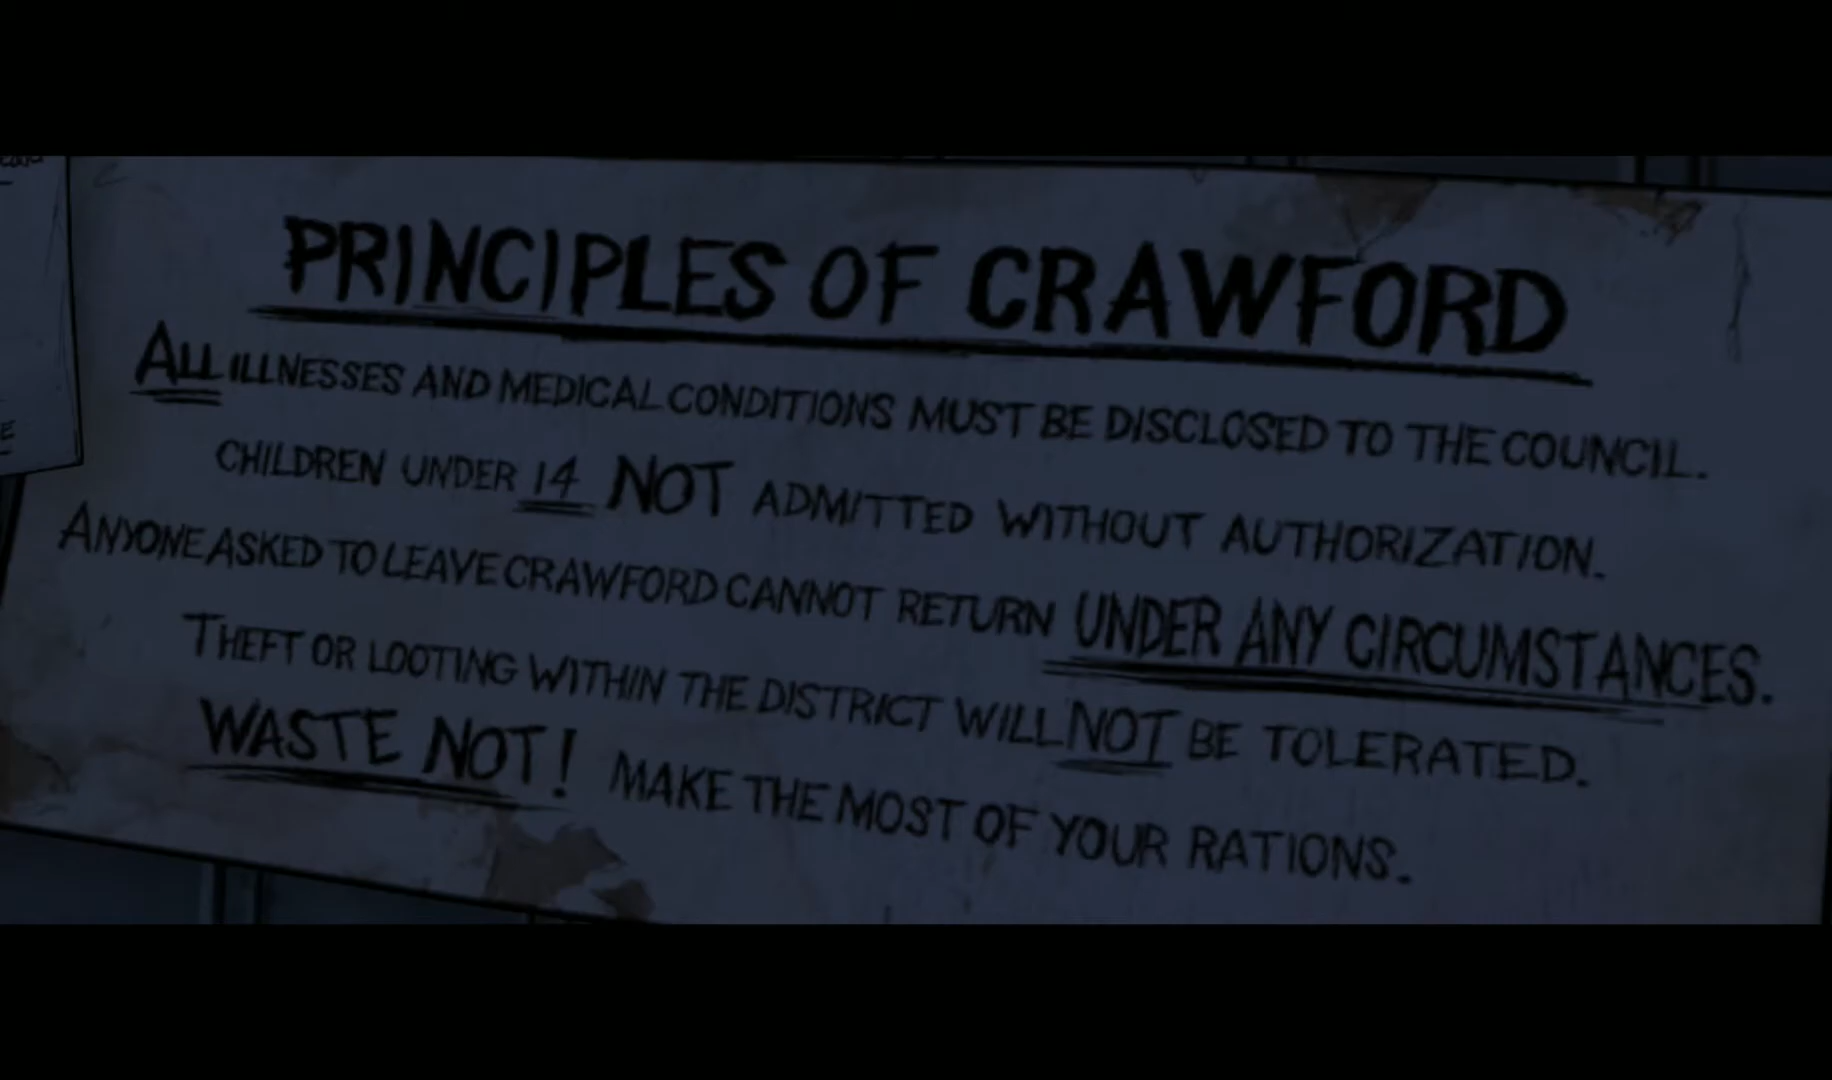 PRINCIPLES OF CRAWFORD
ALL ILLNESSES AND MEDICAL CONDITIONS MUST BE DISCLOSED TO THE COUNCIL.
CHILDREN UNDER 14 NOT ADMITTED WITHOUT AUTHORIZATION.
ANYONE ASKED TO LEAVE CRAWFORD CANNOT RETURN UNDER ANY CIRCUMSTANCES.
THEFT OR LOOTING WITHIN THE DISTRICT WILL NOT BE TOLERATED.
WASTE NOT! MAKE THE MOST OF YOUR RATIONS.